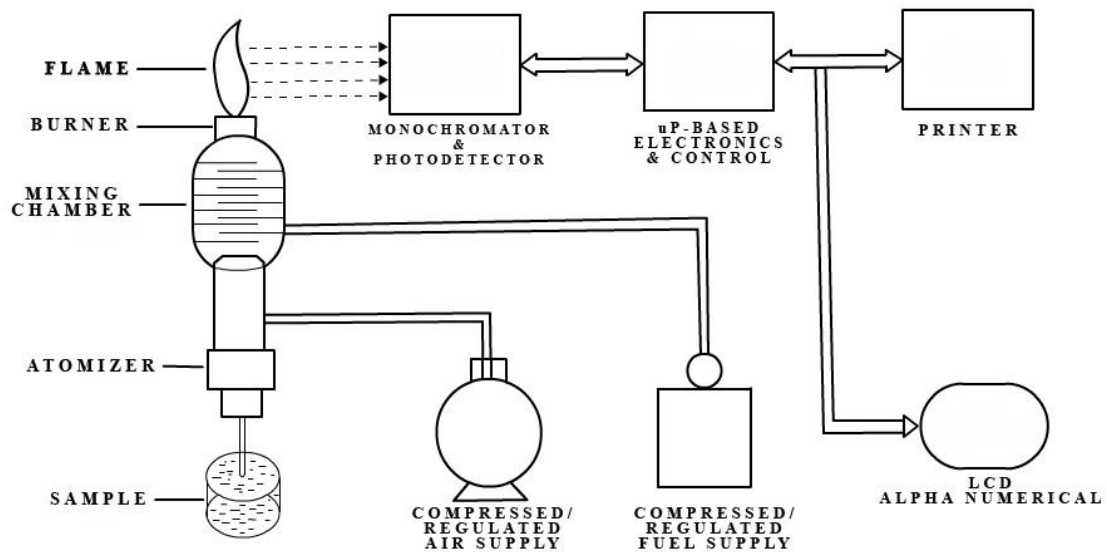 FLAME
BURNER
MIXING
CHAMBER
ATOMIZER
SAMPLE
MONOCHROMATOR
&
PHOTODETECTOR
uP-BASED
ELECTRONICS
& CONTROL
PRINTER
COMPRESSED/
REGULATED
AIR SUPPLY
COMPRESSED/
REGULATED
FUEL SUPPLY
LCD
ALPHA NUMERICAL